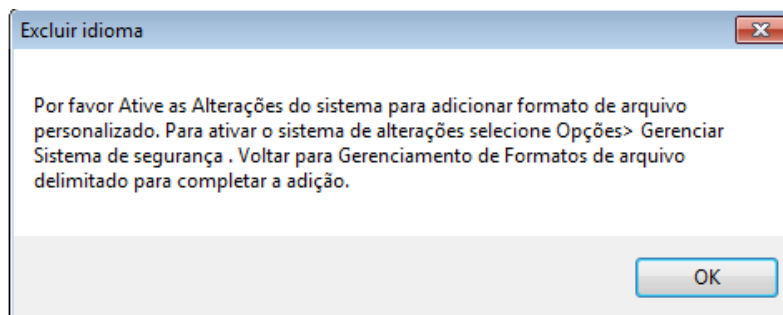 Excluir idioma
Por favor Ative as Alterações do sistema para adicionar formato de arquivo
personalizado. Para ativar o sistema de alterações selecione Opções> Gerenciar
Sistema de segurança . Voltar para Gerenciamento de Formatos de arquivo
delimitado para completar a adição.
OK